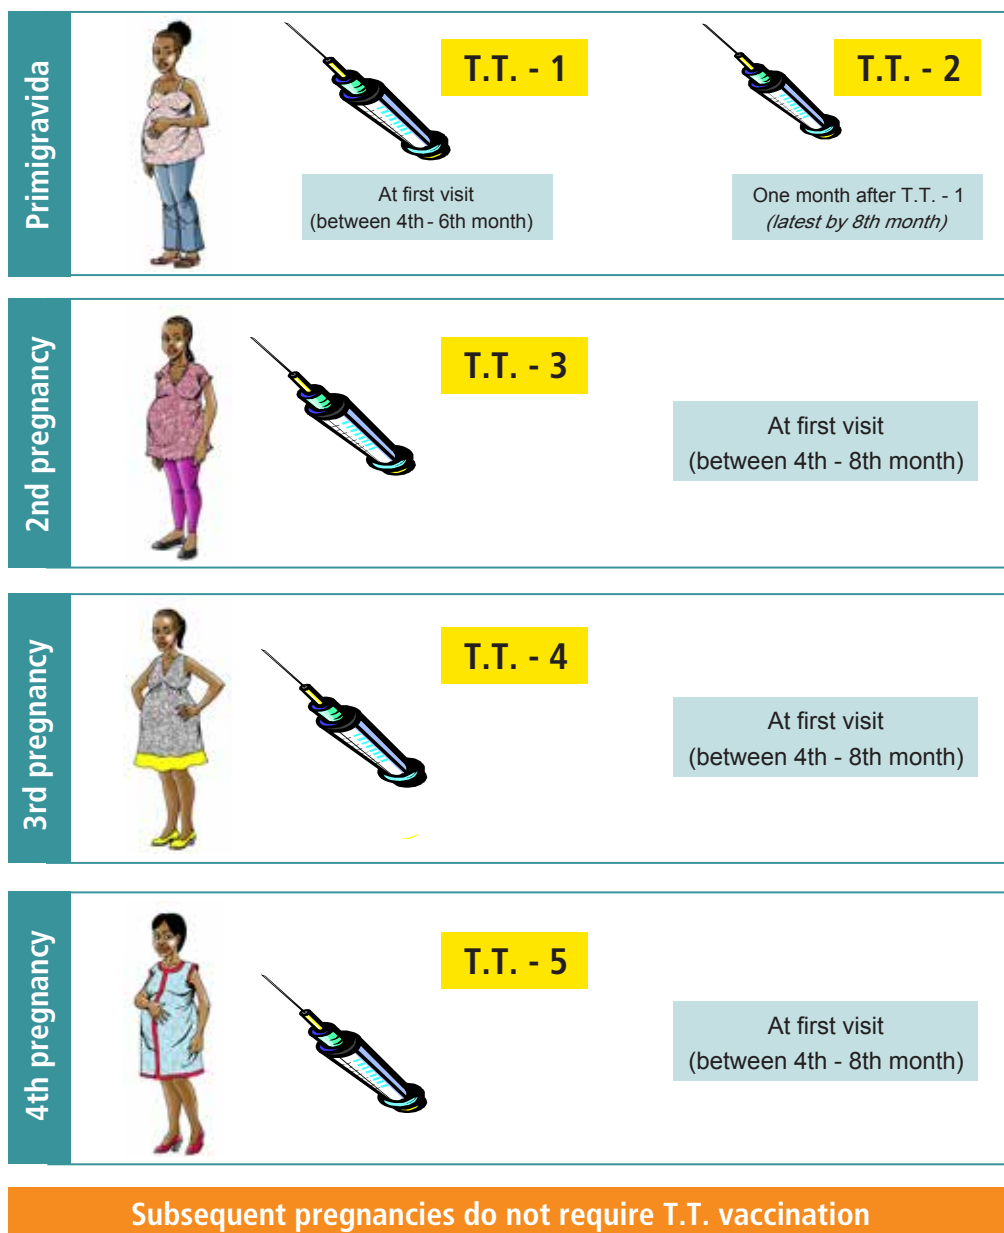 Primigravida
T.T. - 1
At first visit
(between 4th - 6th month)
T.T. - 2
One month after T.T. - 1
(latest by 8th month)
2nd pregnancy
T.T. - 3
At first visit
(between 4th - 8th month)
3rd pregnancy
T.T. - 4
At first visit
(between 4th - 8th month)
4th pregnancy
T.T. - 5
At first visit
(between 4th - 8th month)
Subsequent pregnancies do not require T.T. vaccination